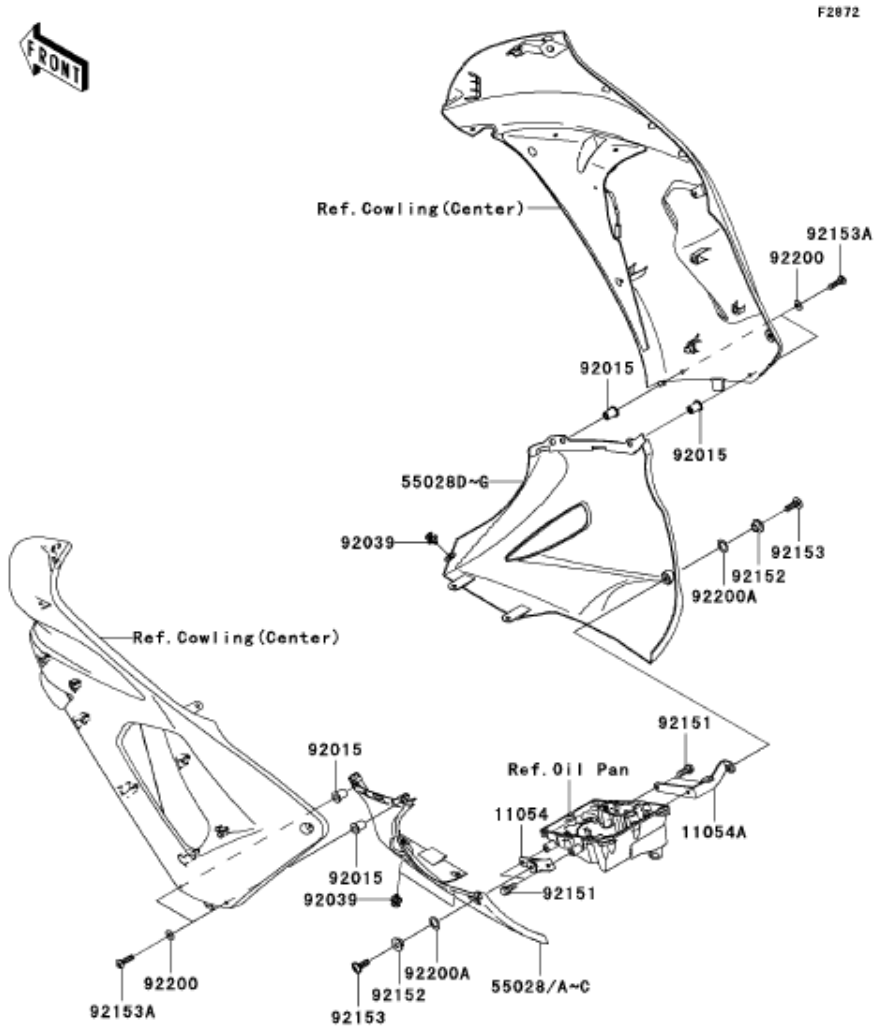 F2872
FRONT
Ref.Cowling(Center)
92153A
92200
92015
92015
55028D~G
92039
92153
92152
92200A
Ref.Cowling(Center)
92151
92015
Ref.Oil Pan
11054
11054A
92015
92039
92151
92200A
92200
92152
55028/A~C
92153A
92153